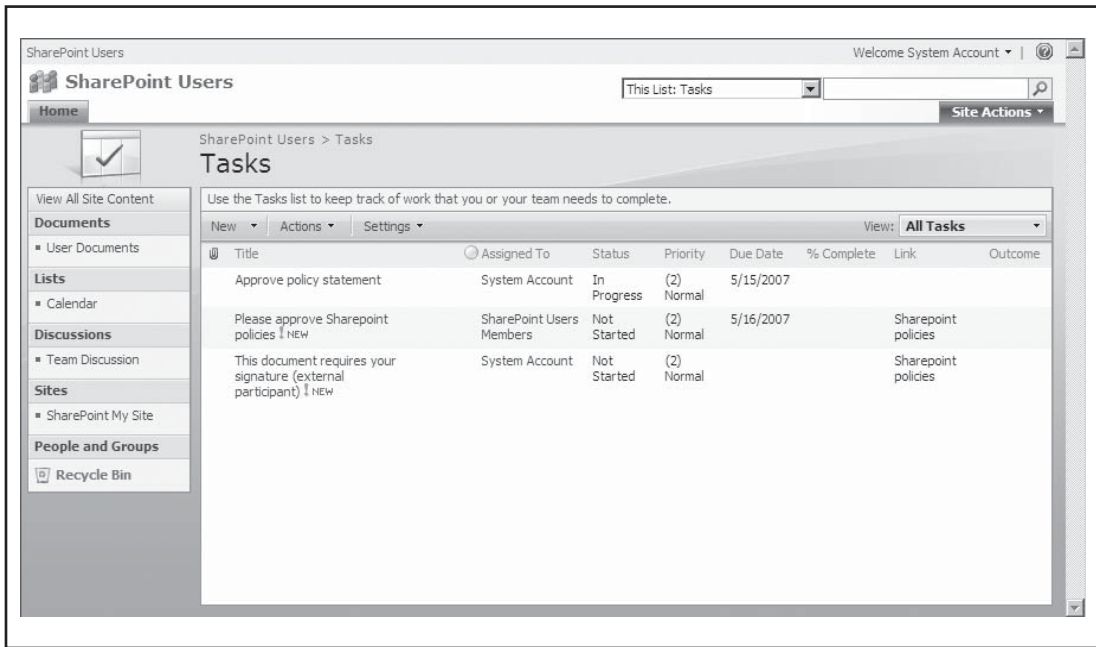 SharePoint Users
Welcome System Account
SharePoint Users
This List: Tasks
Home
Site Actions
SharePoint Users > Tasks
Tasks
View All Site Content
Documents
User Documents
Lists
Calendar
Discussions
Team Discussion
Sites
SharePoint My Site
People and Groups
Recycle Bin
Use the Tasks list to keep track of work that you or your team needs to complete.
New Actions Settings View: All Tasks
Title Assigned To Status Priority Due Date % Complete Link Outcome
Approve policy statement System Account In (2) 5/15/2007
Progress Normal
Please approve Sharepoint SharePoint Users Not (2) 5/16/2007 Sharepoint
policies ! NEW Members Started Normal policies
This document requires your System Account Not (2) Sharepoint
signature (external Started Normal policies
participant) ! NEW